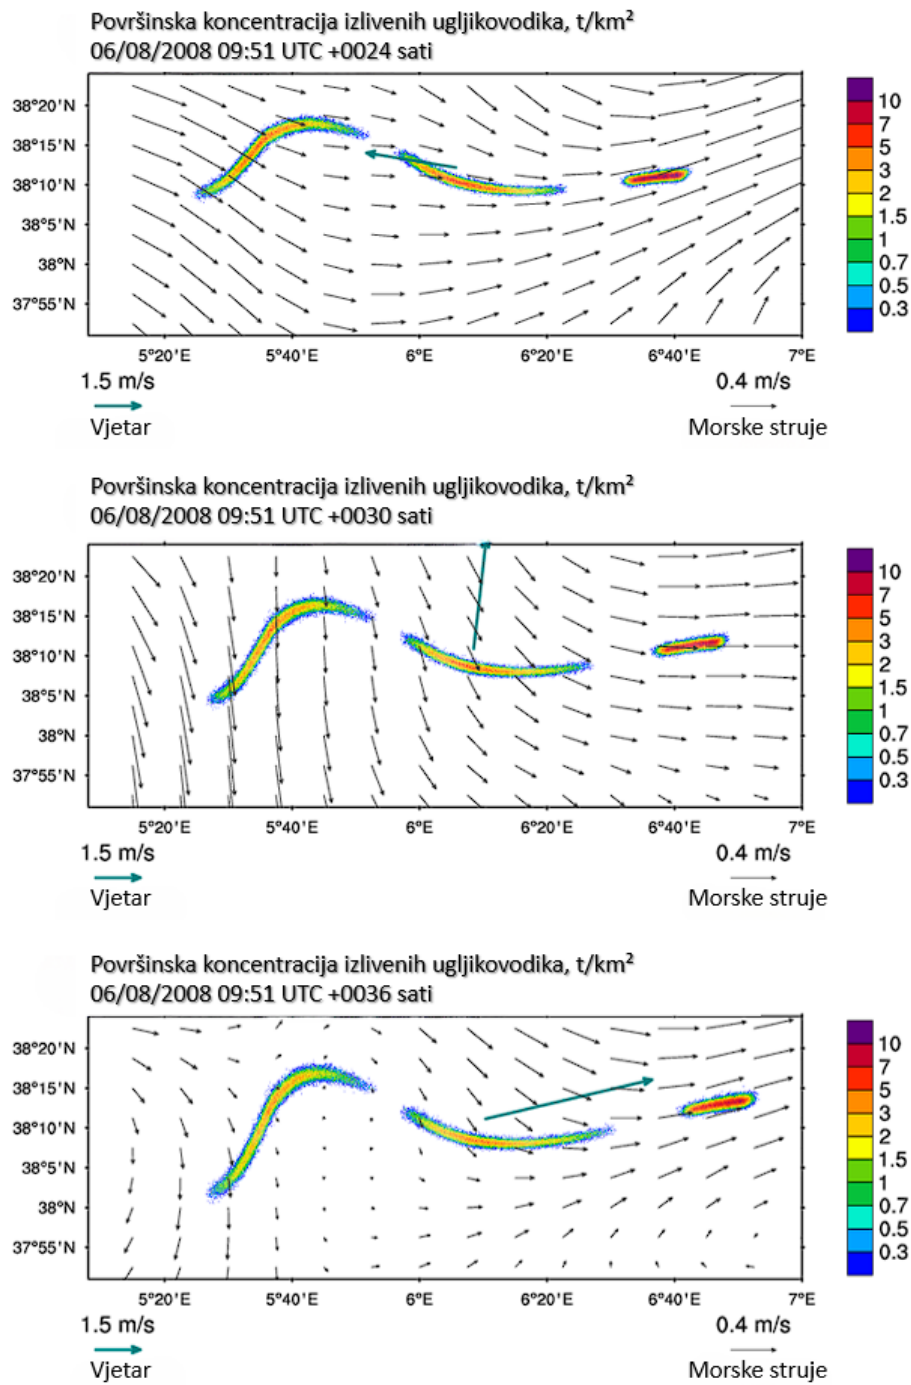 Površinska koncentracija izlivenih ugljikovodika, t/km²
06/08/2008 09:51 UTC +0024 sati
38°20'N
38°15'N
38°10'N
38°5'N
38°N
37°55'N
5°20'E 5°40'E 6°E 6°20'E 6°40'E 7°E
10
7
5
3
2
1.5
1
0.7
0.5
0.3
1.5 m/s 0.4 m/s
Vjetar Morske struje
Površinska koncentracija izlivenih ugljikovodika, t/km²
06/08/2008 09:51 UTC +0030 sati
38°20'N
38°15'N
38°10'N
38°5'N
38°N
37°55'N
5°20'E 5°40'E 6°E 6°20'E 6°40'E 7°E
10
7
5
3
2
1.5
1
0.7
0.5
0.3
1.5 m/s 0.4 m/s
Vjetar Morske struje
Površinska koncentracija izlivenih ugljikovodika, t/km²
06/08/2008 09:51 UTC +0036 sati
38°20'N
38°15'N
38°10'N
38°5'N
38°N
37°55'N
5°20'E 5°40'E 6°E 6°20'E 6°40'E 7°E
10
7
5
3
2
1.5
1
0.7
0.5
0.3
1.5 m/s 0.4 m/s
Vjetar Morske struje